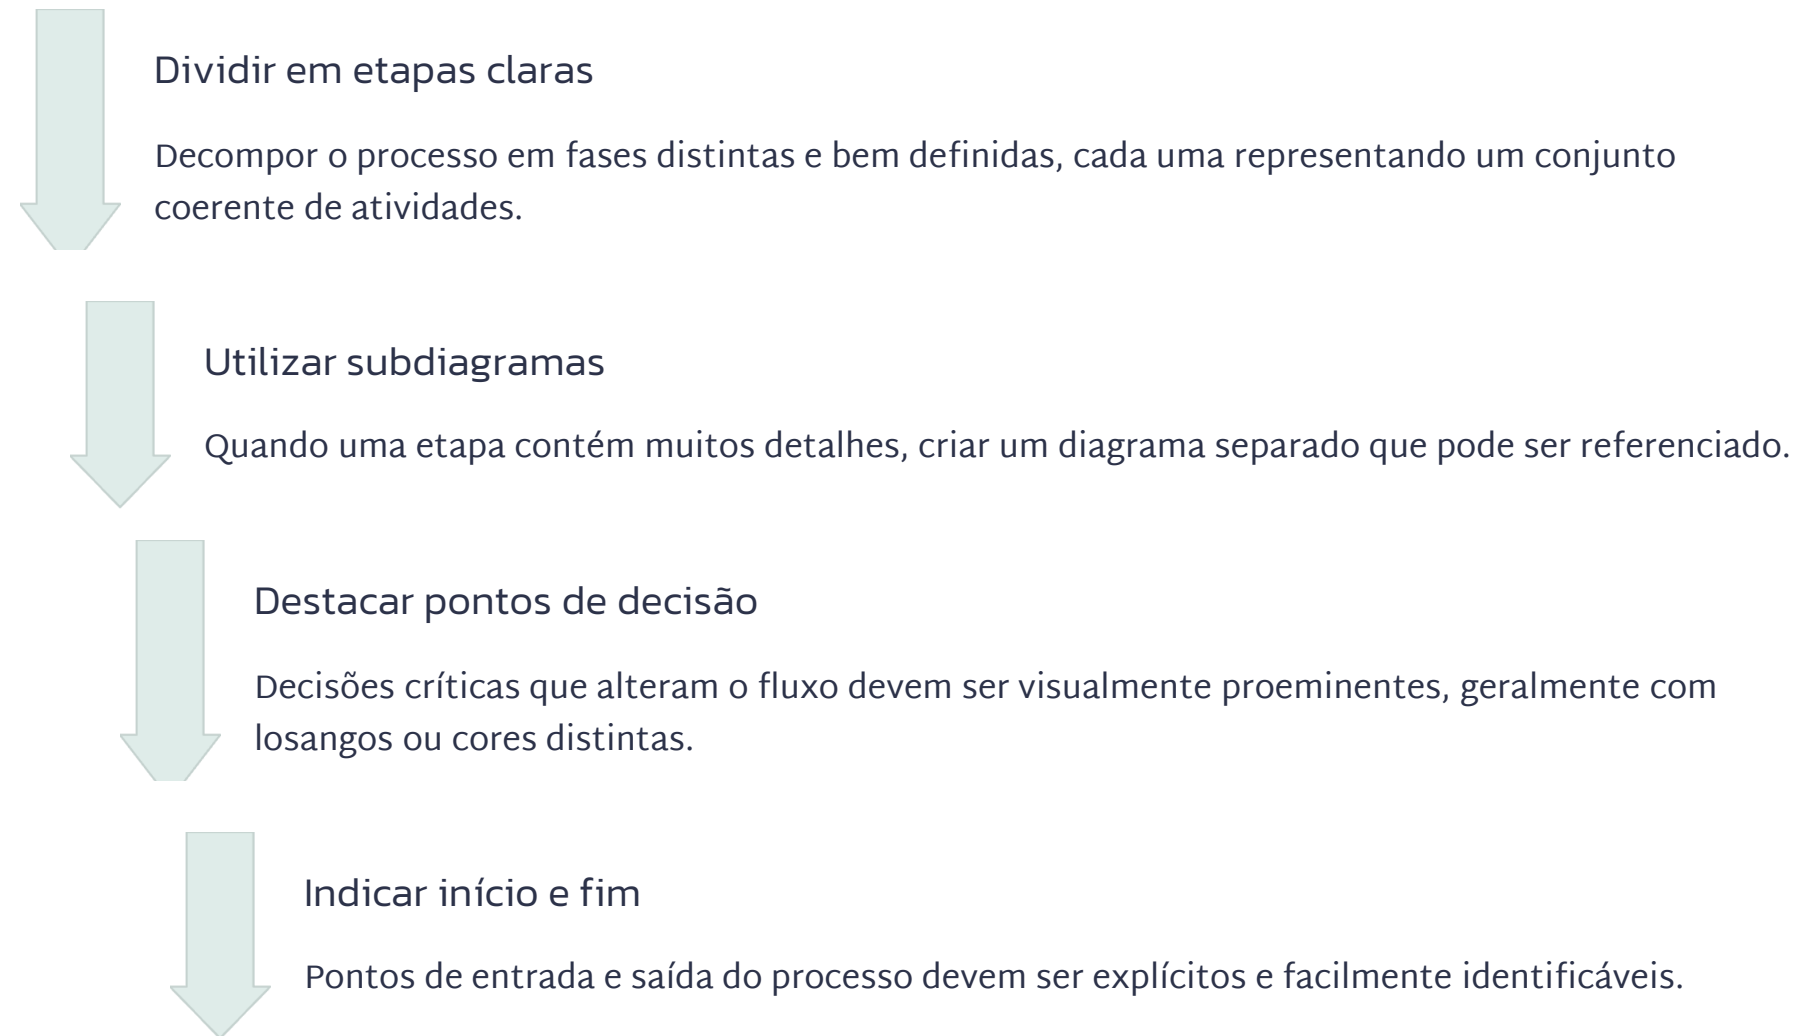 Dividir em etapas claras
Decompor o processo em fases distintas e bem definidas, cada uma representando um conjunto
coerente de atividades.
Utilizar subdiagramas
Quando uma etapa contém muitos detalhes, criar um diagrama separado que pode ser referenciado.
Destacar pontos de decisão
Decisões críticas que alteram o fluxo devem ser visualmente proeminentes, geralmente com
losangos ou cores distintas.
Indicar início e fim
Pontos de entrada e saída do processo devem ser explícitos e facilmente identificáveis.